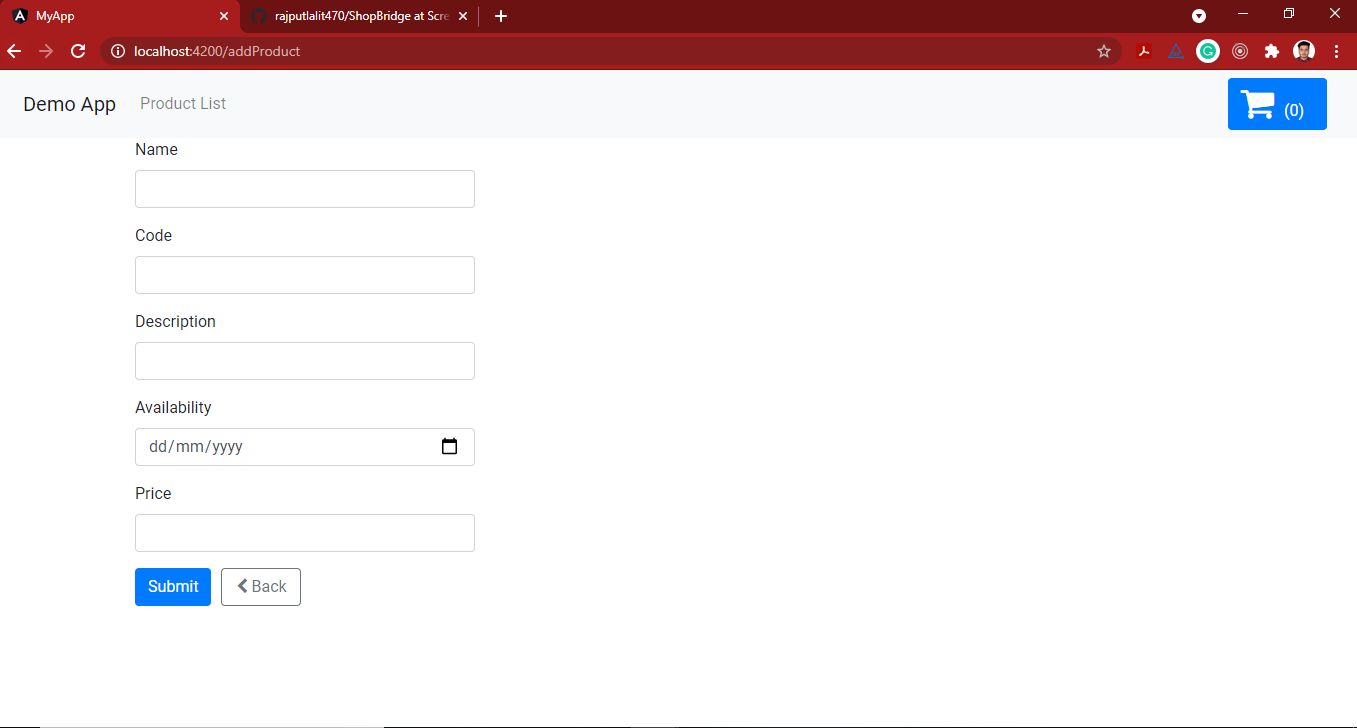 MyApp
rajputlalit470/ShopBridge at Scre
localhost:4200/addProduct
Demo App
Product List
(0)
Name
Code
Description
Availability
dd/mm/yyyy
Price
Submit
Back